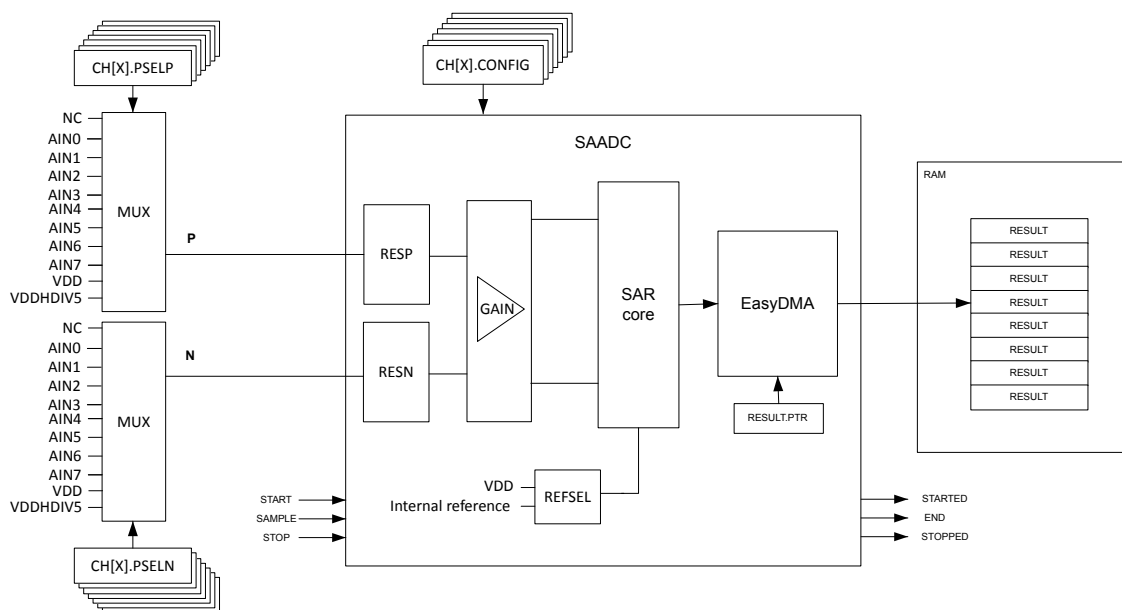 CH[X].PSELP
CH[X].CONFIG
NC
AIN0
AIN1
AIN2
AIN3
AIN4
AIN5
AIN6
AIN7
VDD
VDDHDIV5
MUX
P
NC
AIN0
AIN1
AIN2
AIN3
AIN4
AIN5
AIN6
AIN7
VDD
VDDHDIV5
MUX
N
CH[X].PSELN
SAADC
RESP
RESN
GAIN
SAR
core
EasyDMA
RESULT.PTR
VDD
Internal reference
REFSEL
START
SAMPLE
STOP
STARTED
END
STOPPED
RAM
RESULT
RESULT
RESULT
RESULT
RESULT
RESULT
RESULT
RESULT